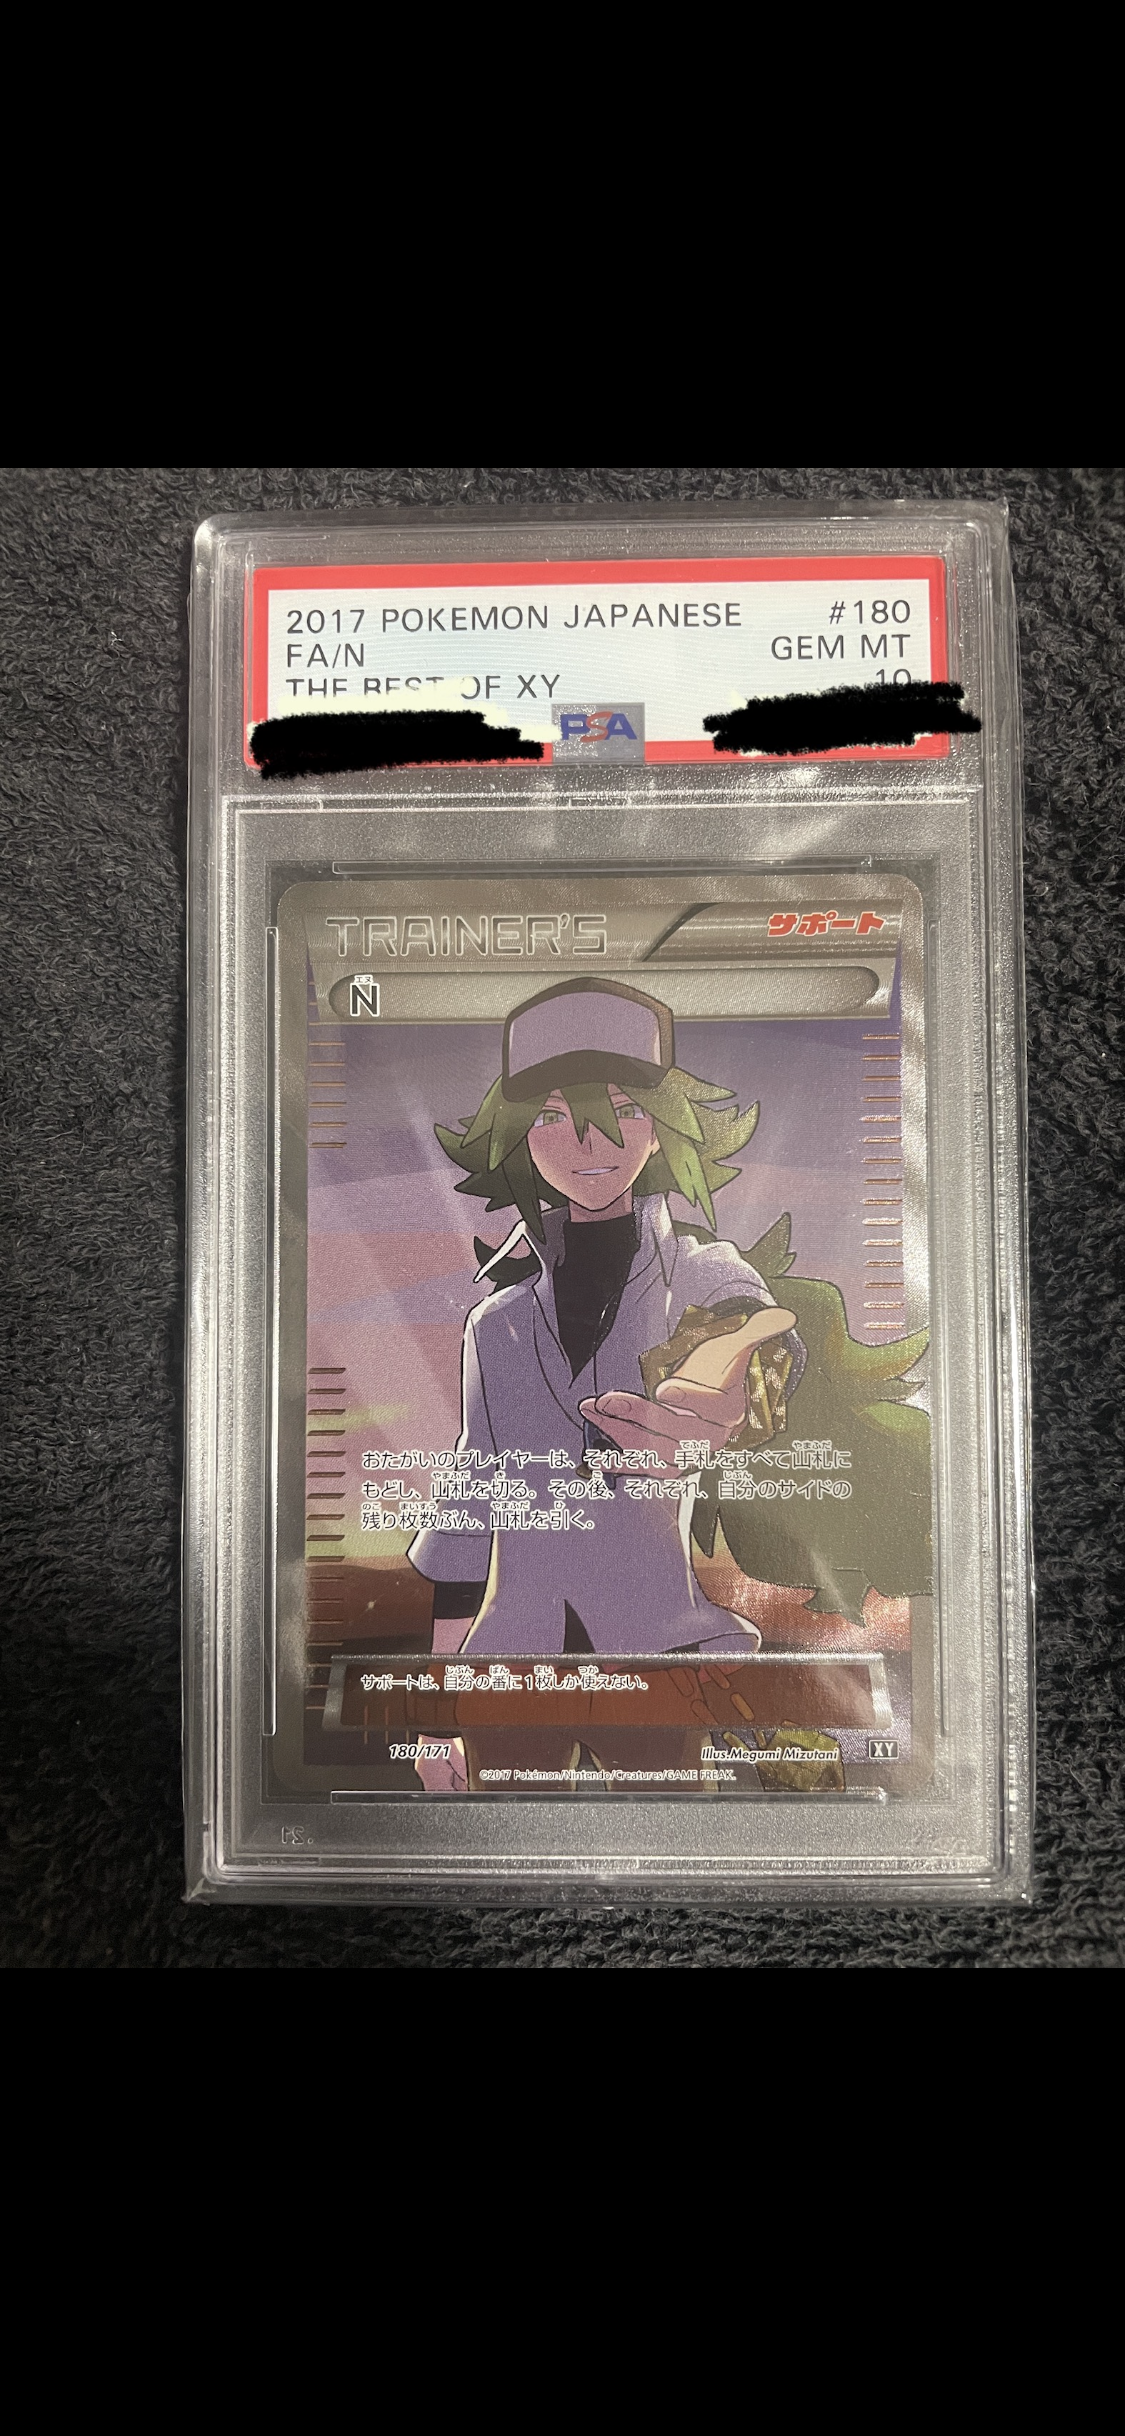 2017 POKEMON JAPANESE #180
FA/N GEM MT
THE BEST OF XY 10
PSA
TRAINER'S サポート
エヌ
N
おたがいのプレイヤーは、それぞれ、手札をすべて山札に
もどし、山札を切る。その後、それぞれ、自分のサイドの
残り枚数ぶん、山札を引く。
サポートは、自分の番に1枚しか使えない。
180/171 Illus.Megumi Mizutani XY
©2017 Pokémon/Nintendo/Creatures/GAME FREAK.